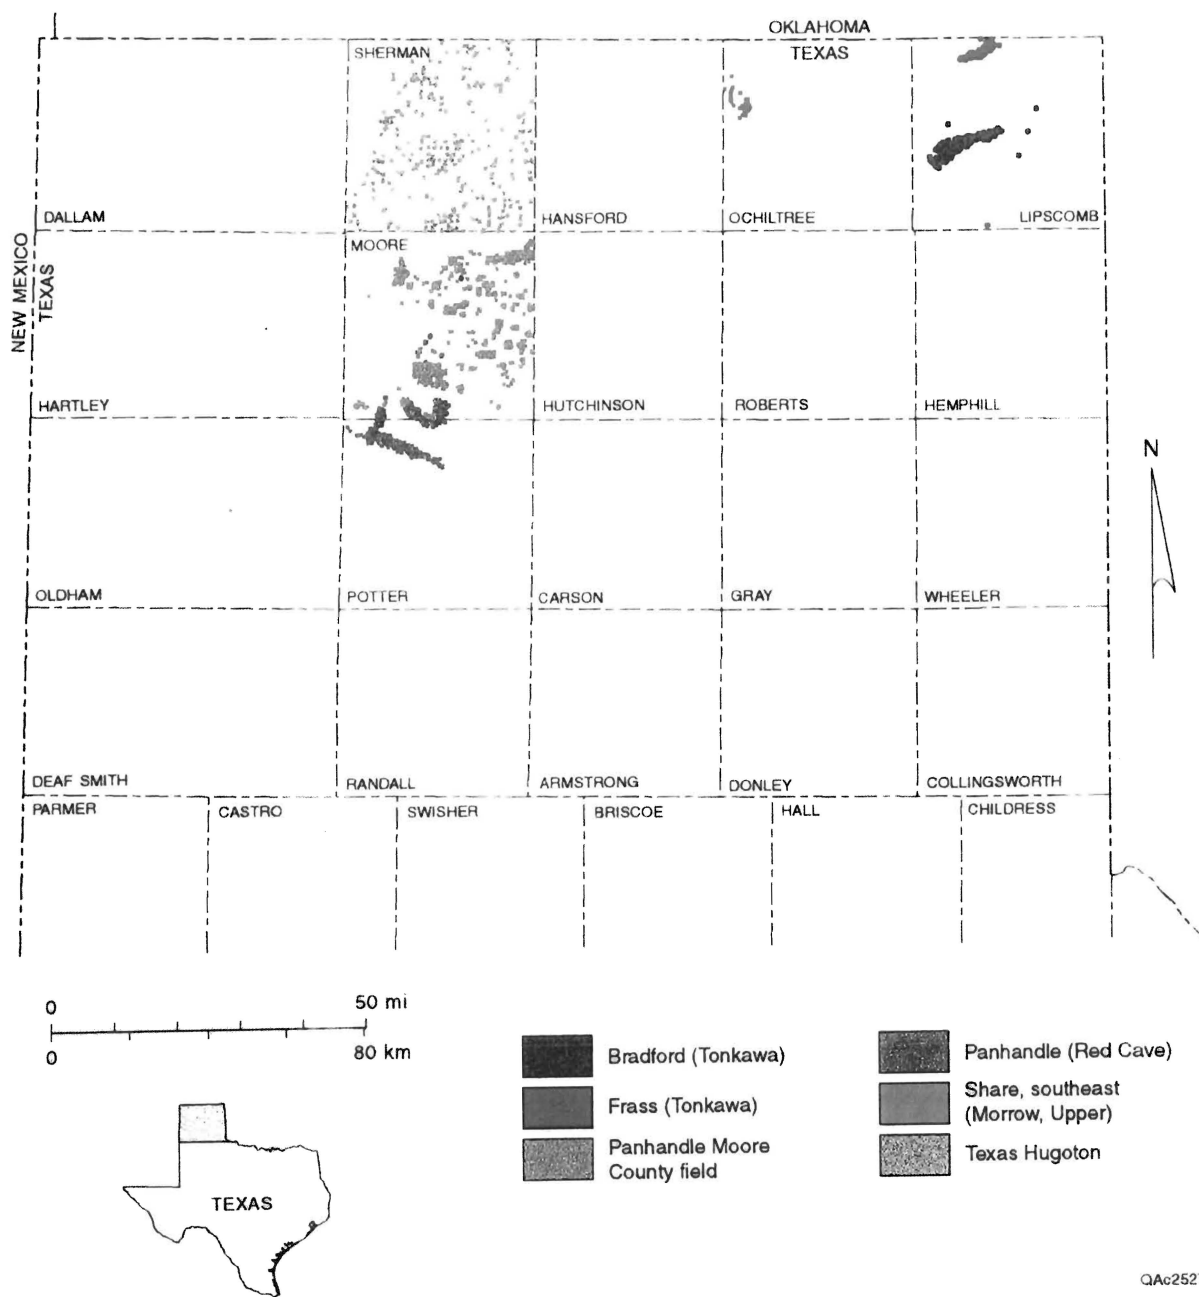 OKLAHOMA
TEXAS
SHERMAN
DALLAM
HANSFORD
OCHILTREE
LIPSCOMB
NEW MEXICO
TEXAS
MOORE
HARTLEY
HUTCHINSON
ROBERTS
HEMPHILL
N
OLDHAM
POTTER
CARSON
GRAY
WHEELER
DEAF SMITH
RANDALL
ARMSTRONG
DONLEY
COLLINGSWORTH
PARMER
CASTRO
SWISHER
BRISCOE
HALL
CHILDRESS
0 50 mi
0 80 km
Bradford (Tonkawa)
Frass (Tonkawa)
Panhandle Moore
County field
Panhandle (Red Cave)
Share, southeast
(Morrow, Upper)
Texas Hugoton
TEXAS